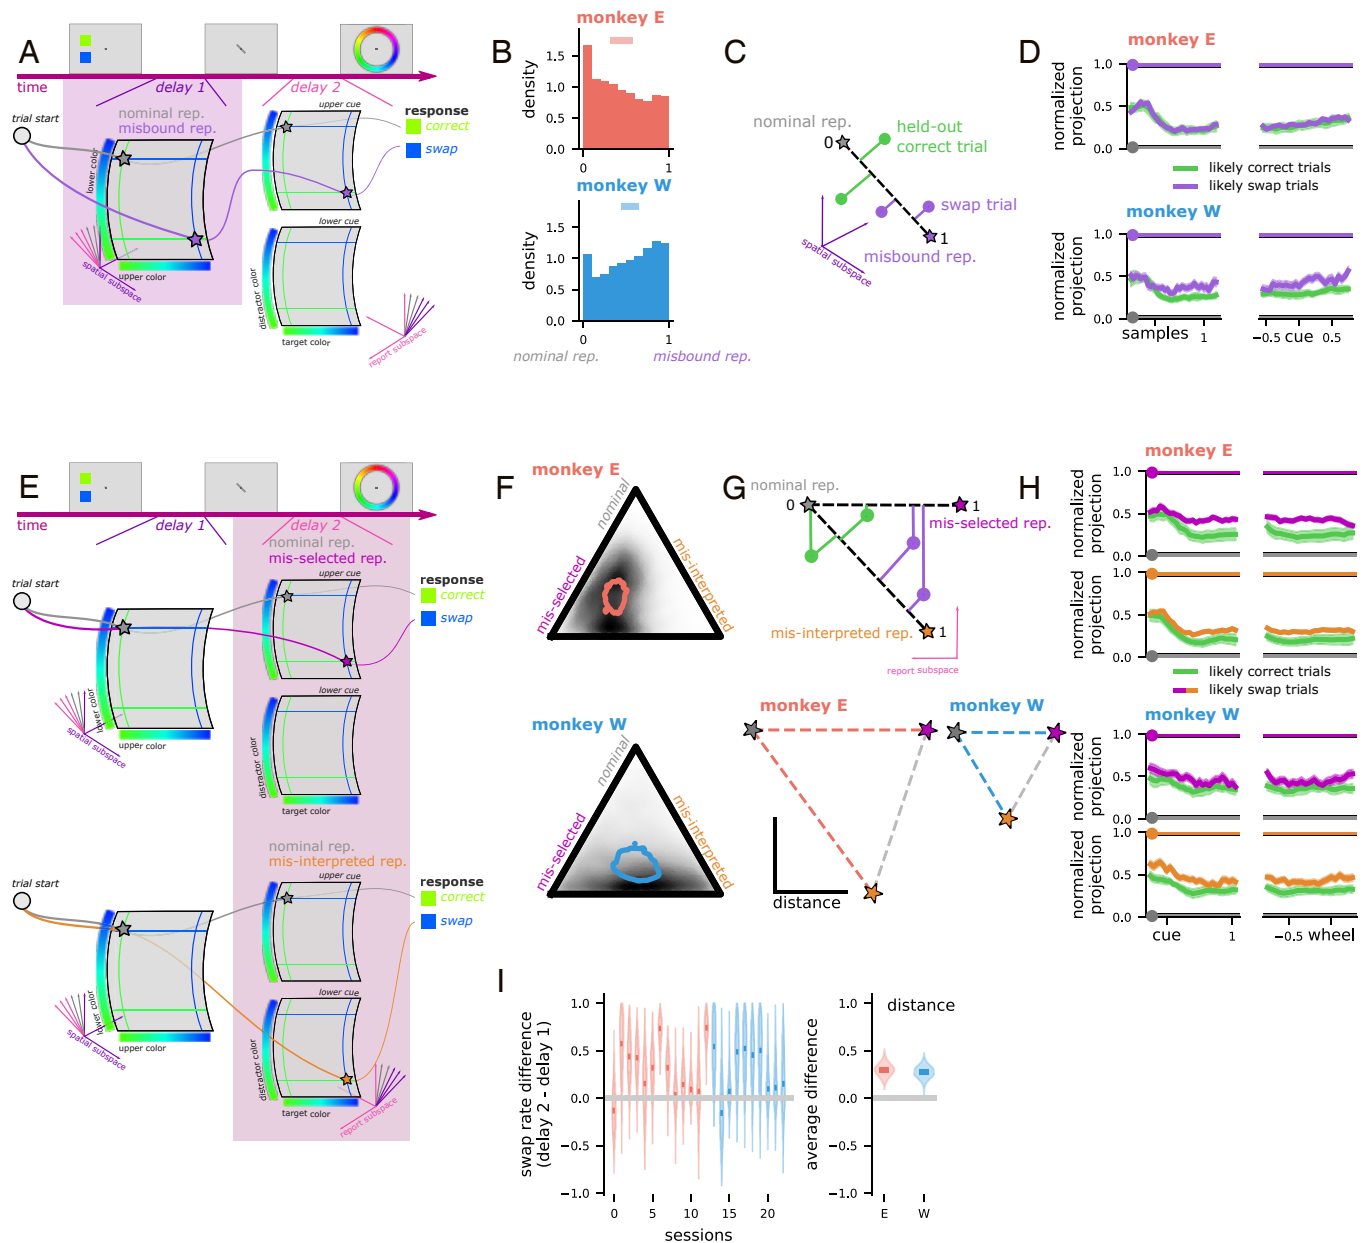 A
time
delay 1
delay 2
trial start
nominal rep.
misbound rep.
lower color
upper color
spatial subspace
upper cue
lower cue
distractor color
target color
report subspace
response
correct
swap
B
monkey E
density
1.5
1.0
0.5
0.0
0
1
monkey W
density
1.5
1.0
0.5
0.0
0
1
nominal rep.
misbound rep.
C
nominal rep.
0
held-out
correct trial
swap trial
1
misbound rep.
spatial subspace
D
monkey E
normalized
projection
1.0
0.5
0.0
likely correct trials
likely swap trials
monkey W
normalized
projection
1.0
0.5
0.0
samples
1
−0.5
cue
0.5
E
time
delay 1
delay 2
nominal rep.
mis-selected rep.
trial start
lower color
upper color
spatial subspace
upper cue
lower cue
distractor color
target color
response
correct
swap
nominal rep.
mis-interpreted rep.
trial start
lower color
upper color
spatial subspace
upper cue
lower cue
distractor color
target color
report subspace
response
correct
swap
F
monkey E
nominal
mis-selected
mis-interpreted
monkey W
nominal
mis-selected
mis-interpreted
G
nominal rep.
0
1
mis-selected rep.
mis-interpreted rep.
1
report subspace
monkey E
monkey W
distance
H
monkey E
normalized
projection
1.0
0.5
0.0
normalized
projection
1.0
0.5
0.0
likely correct trials
likely swap trials
monkey W
normalized
projection
1.0
0.5
0.0
normalized
projection
1.0
0.5
0.0
cue
1
−0.5
wheel
I
swap rate difference
(delay 2 - delay 1)
1.0
0.5
0.0
−0.5
−1.0
0
5
10
15
20
sessions
average difference
1.0
0.5
0.0
−0.5
−1.0
distance
E
W